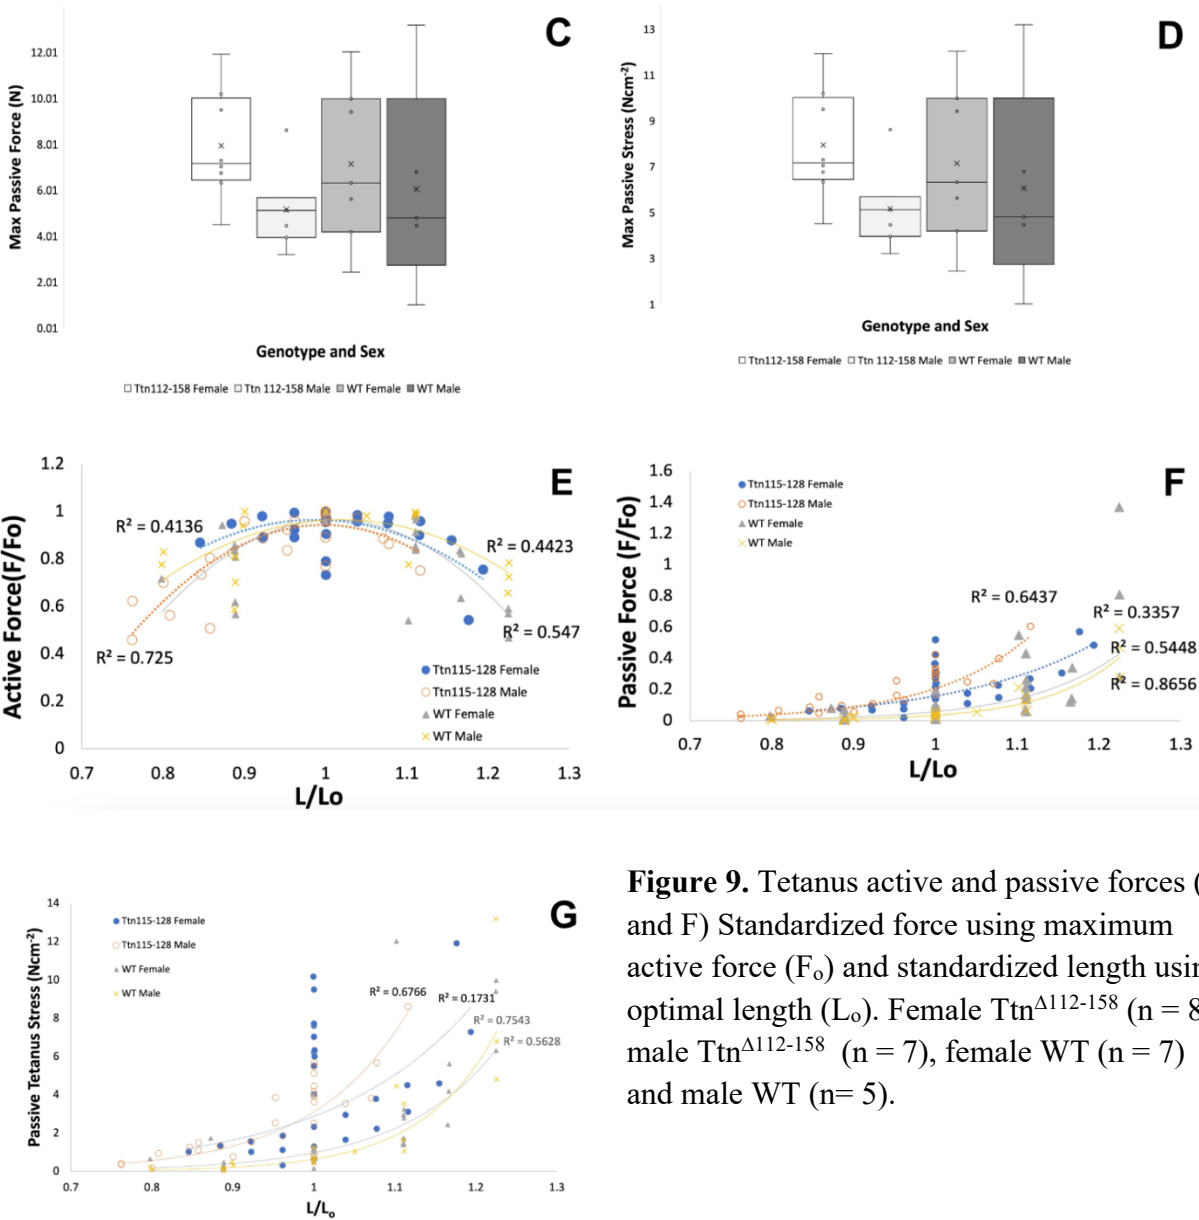 C
Max Passive Force (N)
12.01
10.01
8.01
6.01
4.01
2.01
0.01
Genotype and Sex
Ttn112-158 Female Ttn 112-158 Male WT Female WT Male
D
Max Passive Stress (Ncm⁻²)
13
11
9
7
5
3
1
Genotype and Sex
Ttn112-158 Female Ttn 112-158 Male WT Female WT Male
E
Active Force(F/Fo)
1.2
1
0.8
0.6
0.4
0.2
0
R² = 0.4136
R² = 0.4423
R² = 0.547
R² = 0.725
Ttn115-128 Female
Ttn115-128 Male
WT Female
WT Male
0.7 0.8 0.9 1 1.1 1.2 1.3
L/Lo
F
Passive Force (F/Fo)
1.6
1.4
1.2
1
0.8
0.6
0.4
0.2
0
Ttn115-128 Female
Ttn115-128 Male
WT Female
WT Male
R² = 0.6437
R² = 0.3357
R² = 0.5448
R² = 0.8656
0.7 0.8 0.9 1 1.1 1.2 1.3
L/Lo
G
Passive Tetanus Stress (Ncm⁻²)
14
12
10
8
6
4
2
0
Ttn115-128 Female
Ttn115-128 Male
WT Female
WT Male
R² = 0.6766
R² = 0.1731
R² = 0.7543
R² = 0.5628
0.7 0.8 0.9 1 1.1 1.2 1.3
L/Lₒ
Figure 9. Tetanus active and passive forces (
and F) Standardized force using maximum
active force (Fₒ) and standardized length usin
optimal length (Lₒ). Female Ttn^Δ112-158 (n = 8
male Ttn^Δ112-158 (n = 7), female WT (n = 7)
and male WT (n= 5).